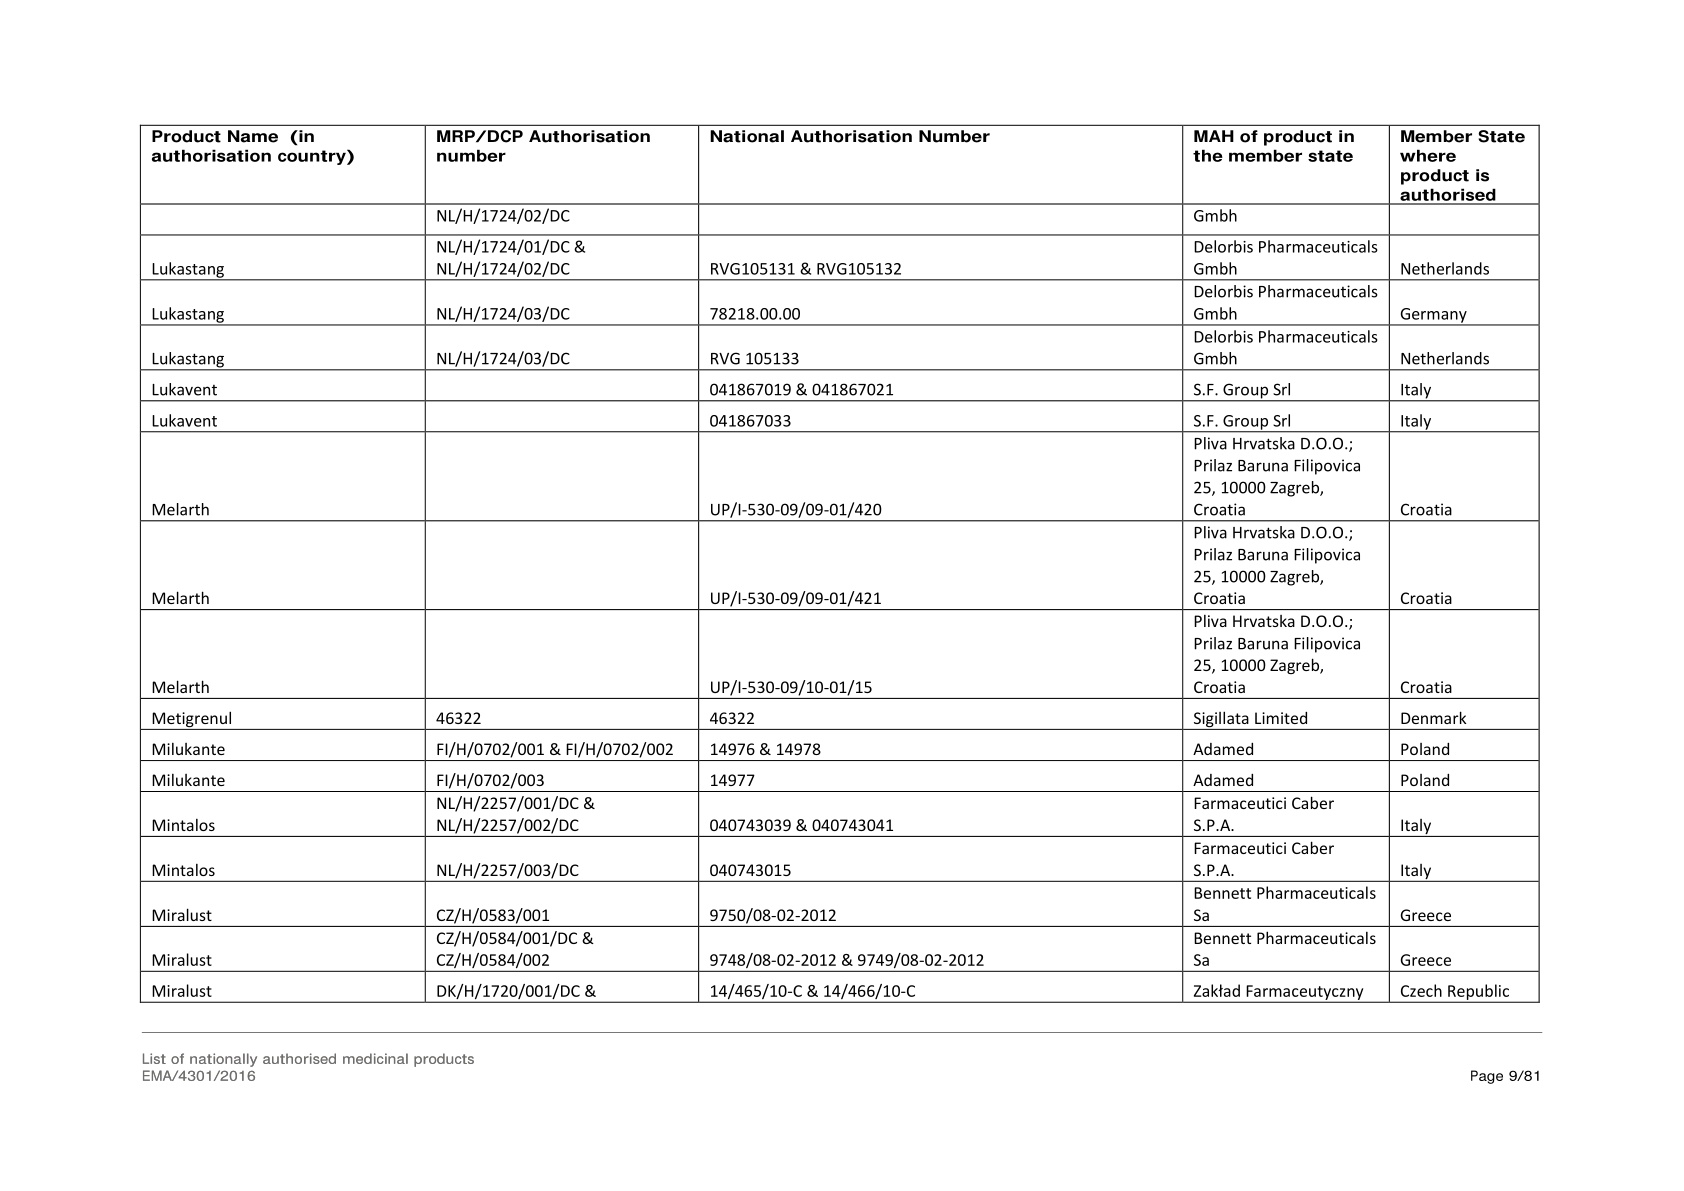 Product Name  (in authorisation country) MRP/DCP Authorisation number National Authorisation Number MAH of product in the member state Member State where product is authorised
NL/H/1724/02/DC Gmbh
Lukastang NL/H/1724/01/DC & NL/H/1724/02/DC RVG105131 & RVG105132 Delorbis Pharmaceuticals Gmbh Netherlands
Lukastang NL/H/1724/03/DC 78218.00.00 Delorbis Pharmaceuticals Gmbh Germany
Lukastang NL/H/1724/03/DC RVG 105133 Delorbis Pharmaceuticals Gmbh Netherlands
Lukavent 041867019 & 041867021 S.F. Group Srl Italy
Lukavent 041867033 S.F. Group Srl Italy
Melarth UP/I-530-09/09-01/420 Pliva Hrvatska D.O.O.; Prilaz Baruna Filipovica 25, 10000 Zagreb, Croatia Croatia
Melarth UP/I-530-09/09-01/421 Pliva Hrvatska D.O.O.; Prilaz Baruna Filipovica 25, 10000 Zagreb, Croatia Croatia
Melarth UP/I-530-09/10-01/15 Pliva Hrvatska D.O.O.; Prilaz Baruna Filipovica 25, 10000 Zagreb, Croatia Croatia
Metigrenul 46322 46322 Sigillata Limited Denmark
Milukante FI/H/0702/001 & FI/H/0702/002 14976 & 14978 Adamed Poland
Milukante FI/H/0702/003 14977 Adamed Poland
Mintalos NL/H/2257/001/DC & NL/H/2257/002/DC 040743039 & 040743041 Farmaceutici Caber S.P.A. Italy
Mintalos NL/H/2257/003/DC 040743015 Farmaceutici Caber S.P.A. Italy
Miralust CZ/H/0583/001 9750/08-02-2012 Bennett Pharmaceuticals Sa Greece
Miralust CZ/H/0584/001/DC & CZ/H/0584/002 9748/08-02-2012 & 9749/08-02-2012 Bennett Pharmaceuticals Sa Greece
Miralust DK/H/1720/001/DC & 14/465/10-C & 14/466/10-C Zakład Farmaceutyczny Czech Republic
List of nationally authorised medicinal products
EMA/4301/2016 Page 9/81